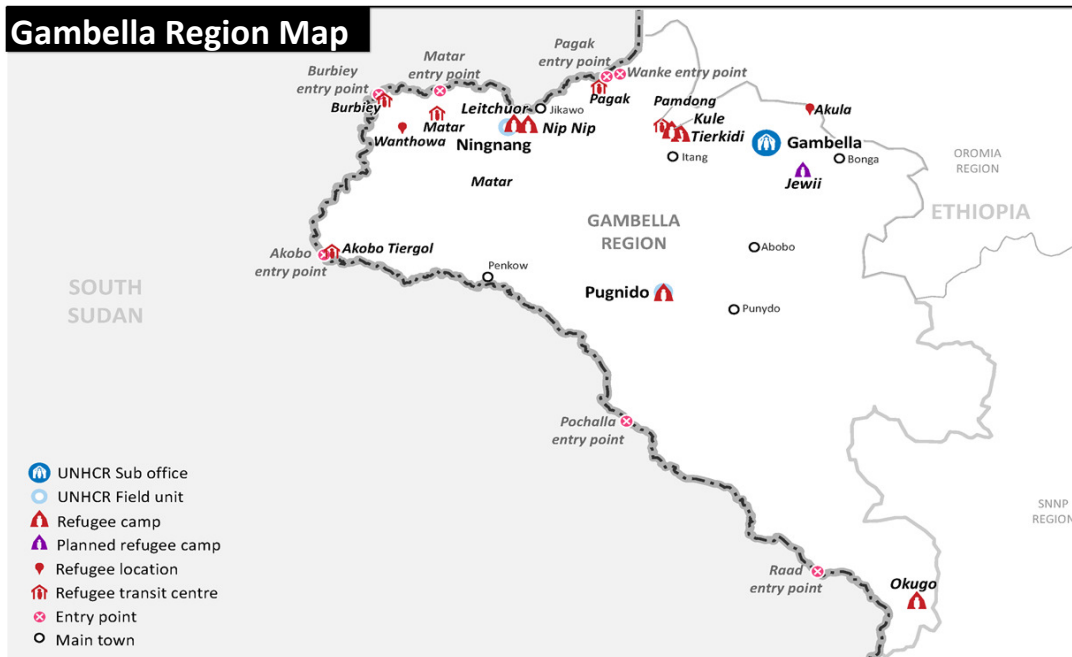 Gambella Region Map
Pagak
entry point
Matar
entry point
Burbiey
entry point
Wanke entry point
Burbiey
Pagak
Leitchuor
Jikawo
Pamdong
Akula
Matar
Nip Nip
Kule
Wanthowa
Ningnang
Tierkidi
Gambella
Itang
Bonga
OROMIA
REGION
Matar
Jewii
ETHIOPIA
GAMBELLA
REGION
Akobo Tiergol
Abobo
Akobo
entry point
Penkow
SOUTH
SUDAN
Pugnido
Punydo
Pochalla
entry point
UNHCR Sub office
UNHCR Field unit
Refugee camp
Planned refugee camp
Refugee location
Refugee transit centre
Entry point
Main town
SNNP
REGION
Raad
entry point
Okugo